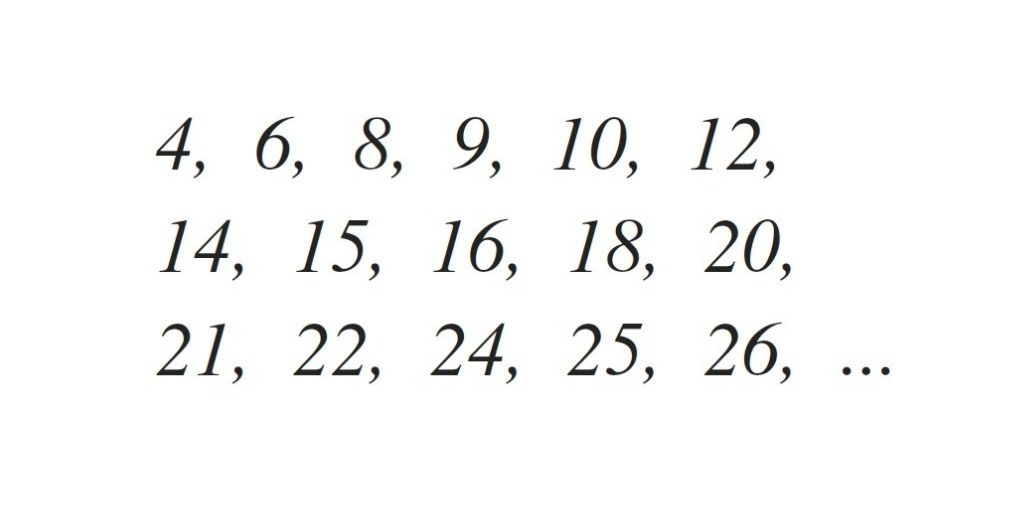 4, 6, 8, 9, 10, 12,
14, 15, 16, 18, 20,
21, 22, 24, 25, 26, ...